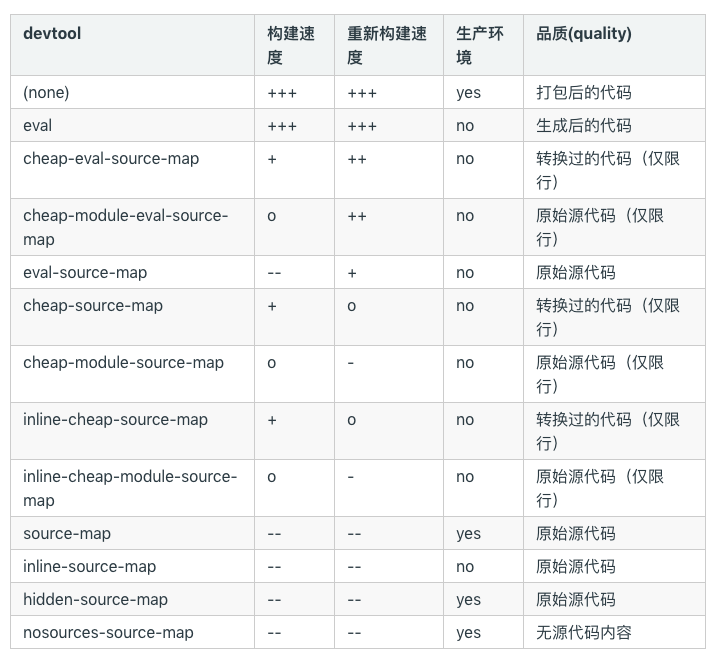 devtool 构建速度 重新构建速度 生产环境 品质(quality)
(none) +++ +++ yes 打包后的代码
eval +++ +++ no 生成后的代码
cheap-eval-source-map + ++ no 转换过的代码（仅限行）
cheap-module-eval-source-map o ++ no 原始源代码（仅限行）
eval-source-map -- + no 原始源代码
cheap-source-map + o no 转换过的代码（仅限行）
cheap-module-source-map o - no 原始源代码（仅限行）
inline-cheap-source-map + o no 转换过的代码（仅限行）
inline-cheap-module-source-map o - no 原始源代码（仅限行）
source-map -- -- yes 原始源代码
inline-source-map -- -- no 原始源代码
hidden-source-map -- -- yes 原始源代码
nosources-source-map -- -- yes 无源代码内容